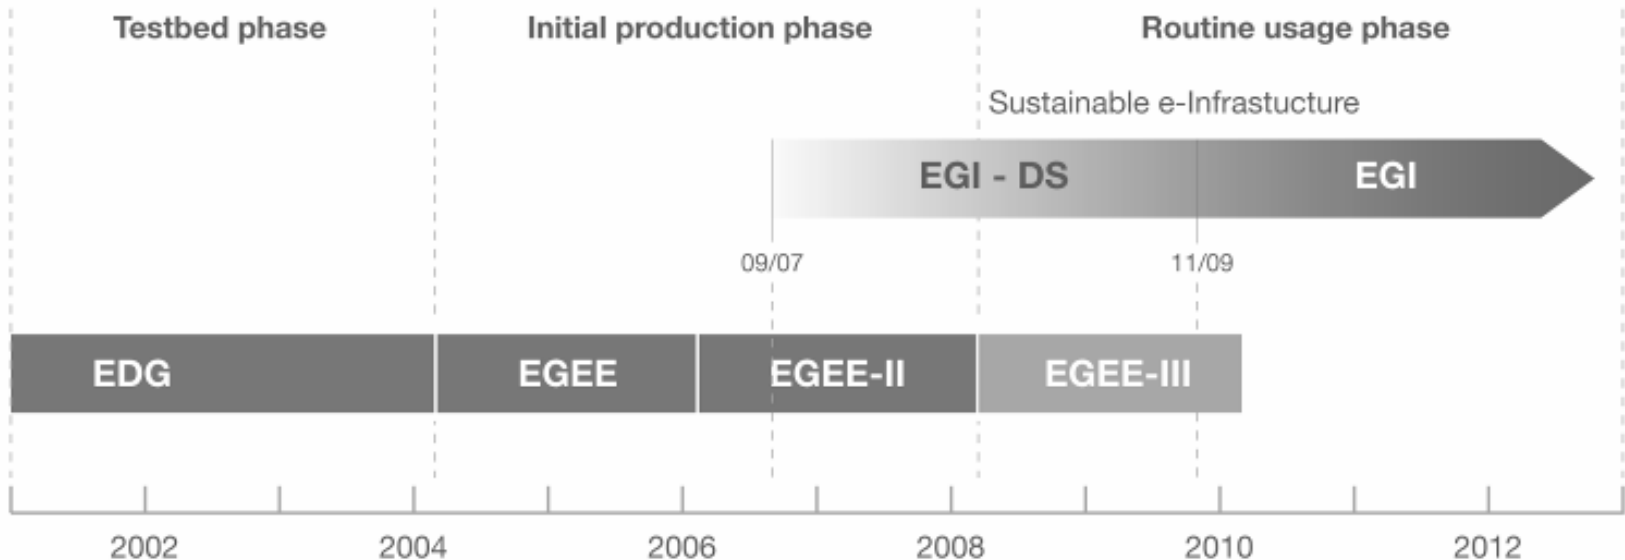 Testbed phase
Initial production phase
Routine usage phase
Sustainable e-Infrastucture
EGI - DS
EGI
09/07
11/09
EDG
EGEE
EGEE-II
EGEE-III
2002
2004
2006
2008
2010
2012